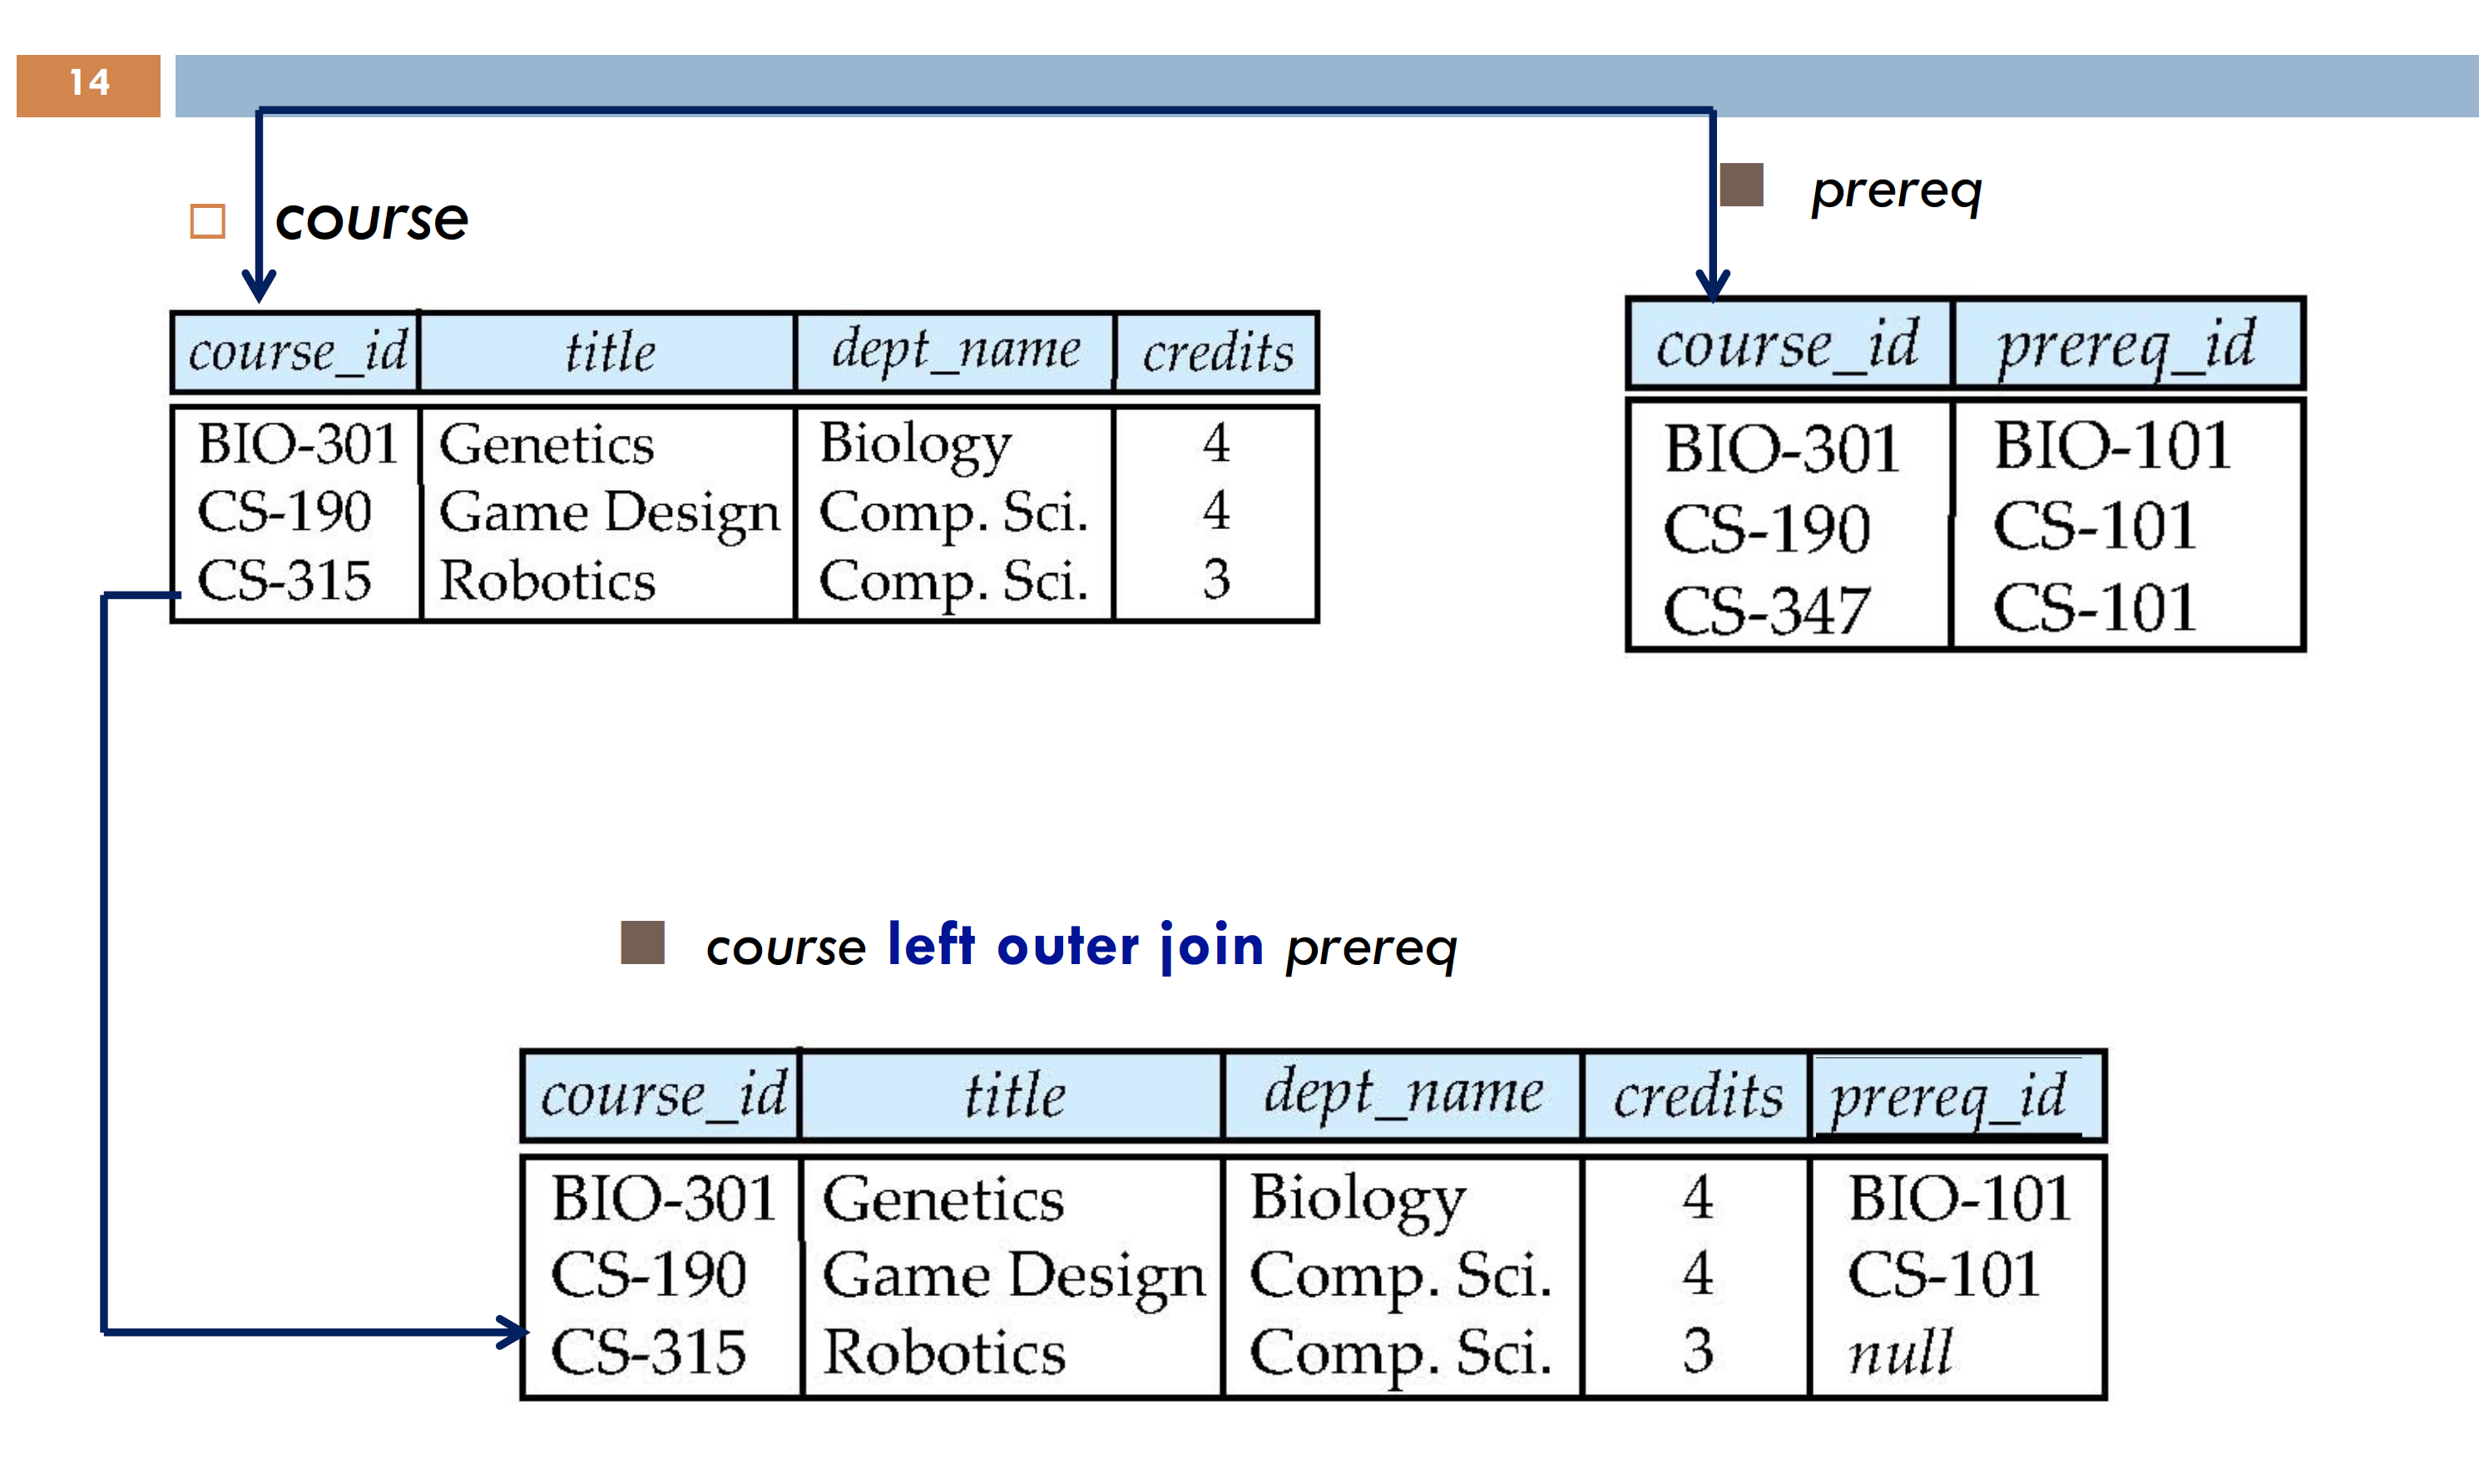 14
course
prereq
course_id title dept_name credits
BIO-301 Genetics Biology 4
CS-190 Game Design Comp. Sci. 4
CS-315 Robotics Comp. Sci. 3
course_id prereq_id
BIO-301 BIO-101
CS-190 CS-101
CS-347 CS-101
course left outer join prereq
course_id title dept_name credits prereq_id
BIO-301 Genetics Biology 4 BIO-101
CS-190 Game Design Comp. Sci. 4 CS-101
CS-315 Robotics Comp. Sci. 3 null